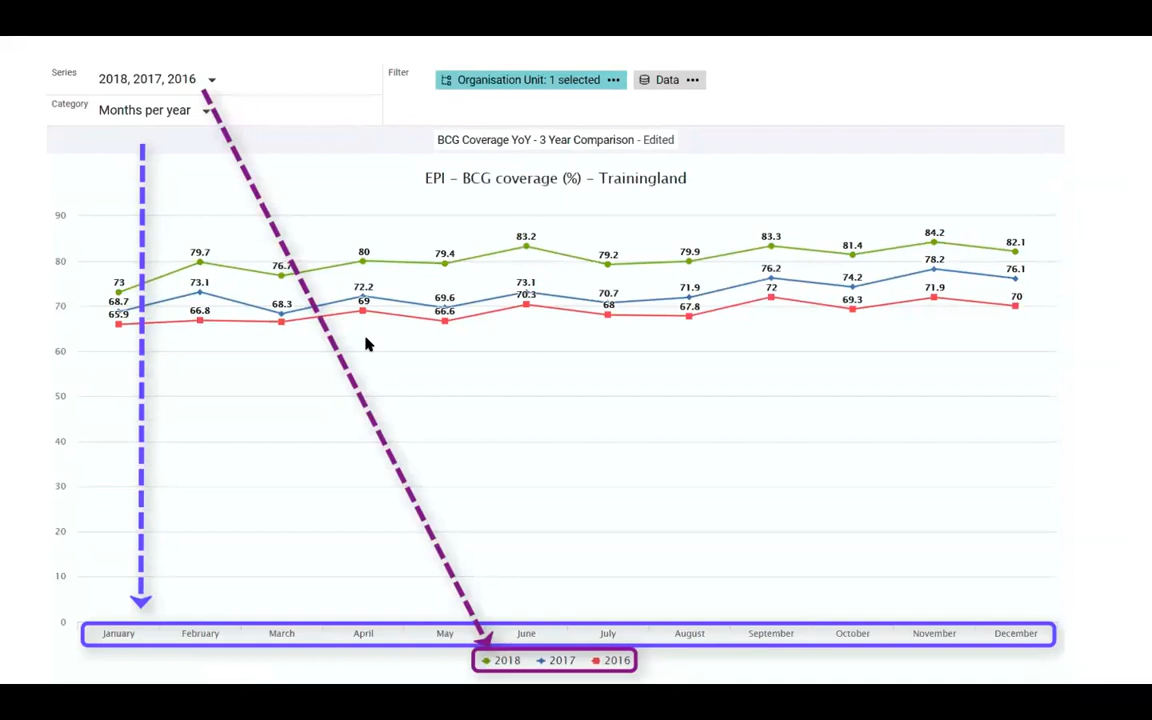 Series
2018, 2017, 2016
Filter
Organisation Unit: 1 selected
Data
Category
Months per year
BCG Coverage YoY - 3 Year Comparison - Edited
EPI – BCG coverage (%) – Trainingland
90
80
70
60
50
40
30
20
10
0
73 79.7 76.7 80 79.4 83.2 79.2 79.9 83.3 81.4 84.2 82.1
68.7 73.1 68.3 72.2 69.6 73.1 70.7 71.9 76.2 74.2 78.2 76.1
65.9 66.8 69 66.6 70.3 68 67.8 72 69.3 71.9 70
January February March April May June July August September October November December
2018 2017 2016